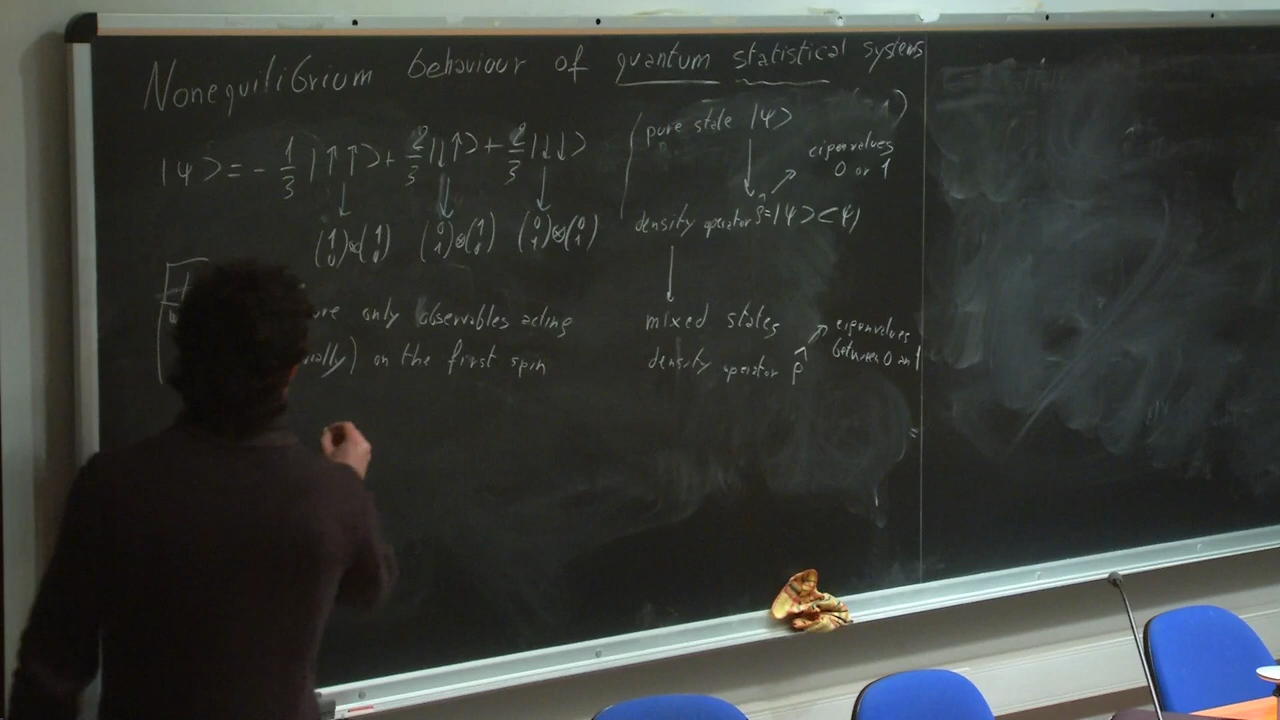 Nonequilibrium behaviour of quantum statistical systems
|ψ> = - 1/3 |↑↑> + 2/3 |↓↑> + 2/3 |↓↓>
(1 0)⊗(1 0) (0 1)⊗(1 0) (0 1)⊗(0 1)
only observables acting
on the first spin
pure state |ψ>
eigenvalues
0 or 1
density operator ρ̂=|ψ><ψ|
mixed states
density operator ρ̂
eigenvalues
between 0 and 1